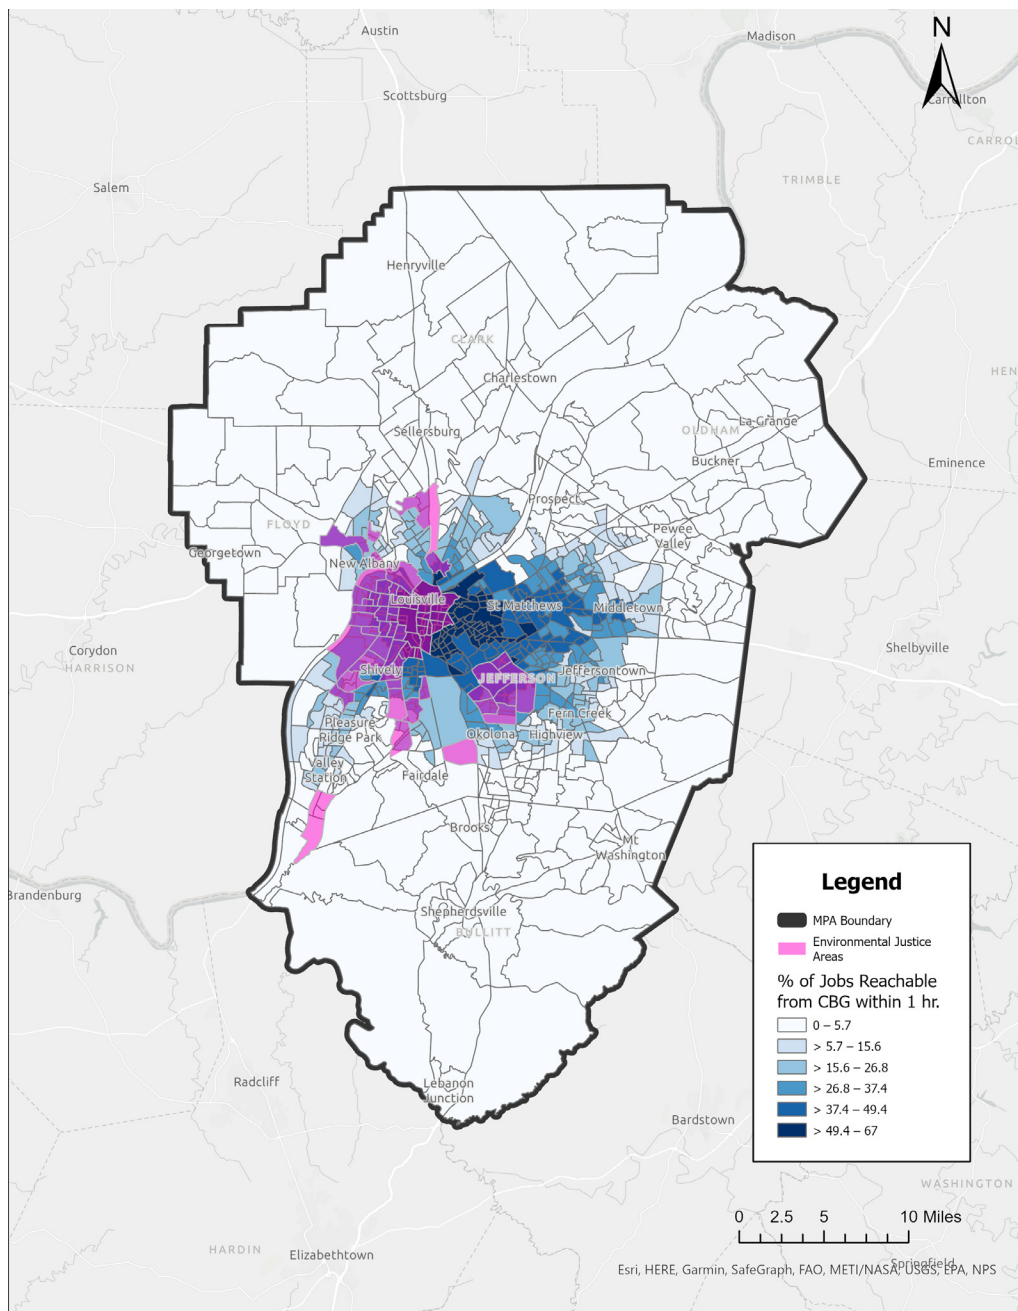 Austin
Madison
N
Scottsburg
Carrollton
CARROL
TRIMBLE
Salem
Henryville
CLARK
HEN
Charlestown
La Grange
OLDHAM
Sellersburg
Buckner
Eminence
Prospect
FLOYD
Pewee
Valley
Georgetown
New Albany
Louisville
St Matthews
Middletown
Corydon
HARRISON
Shelbyville
Shively
JEFFERSON
Jeffersontown
Fern Creek
Pleasure
Ridge Park
Okolona
Highview
Valley
Station
Fairdale
Brooks
Mt
Washington
Brandenburg
Shepherdsville
BULLITT
Legend
MPA Boundary
Environmental Justice
Areas
% of Jobs Reachable
from CBG within 1 hr.
0 – 5.7
> 5.7 – 15.6
> 15.6 – 26.8
> 26.8 – 37.4
> 37.4 – 49.4
> 49.4 – 67
Radcliff
Lebanon
Junction
Bardstown
WASHINGTON
0 2.5 5 10 Miles
HARDIN
Elizabethtown
Springfield
Esri, HERE, Garmin, SafeGraph, FAO, METI/NASA, USGS, EPA, NPS